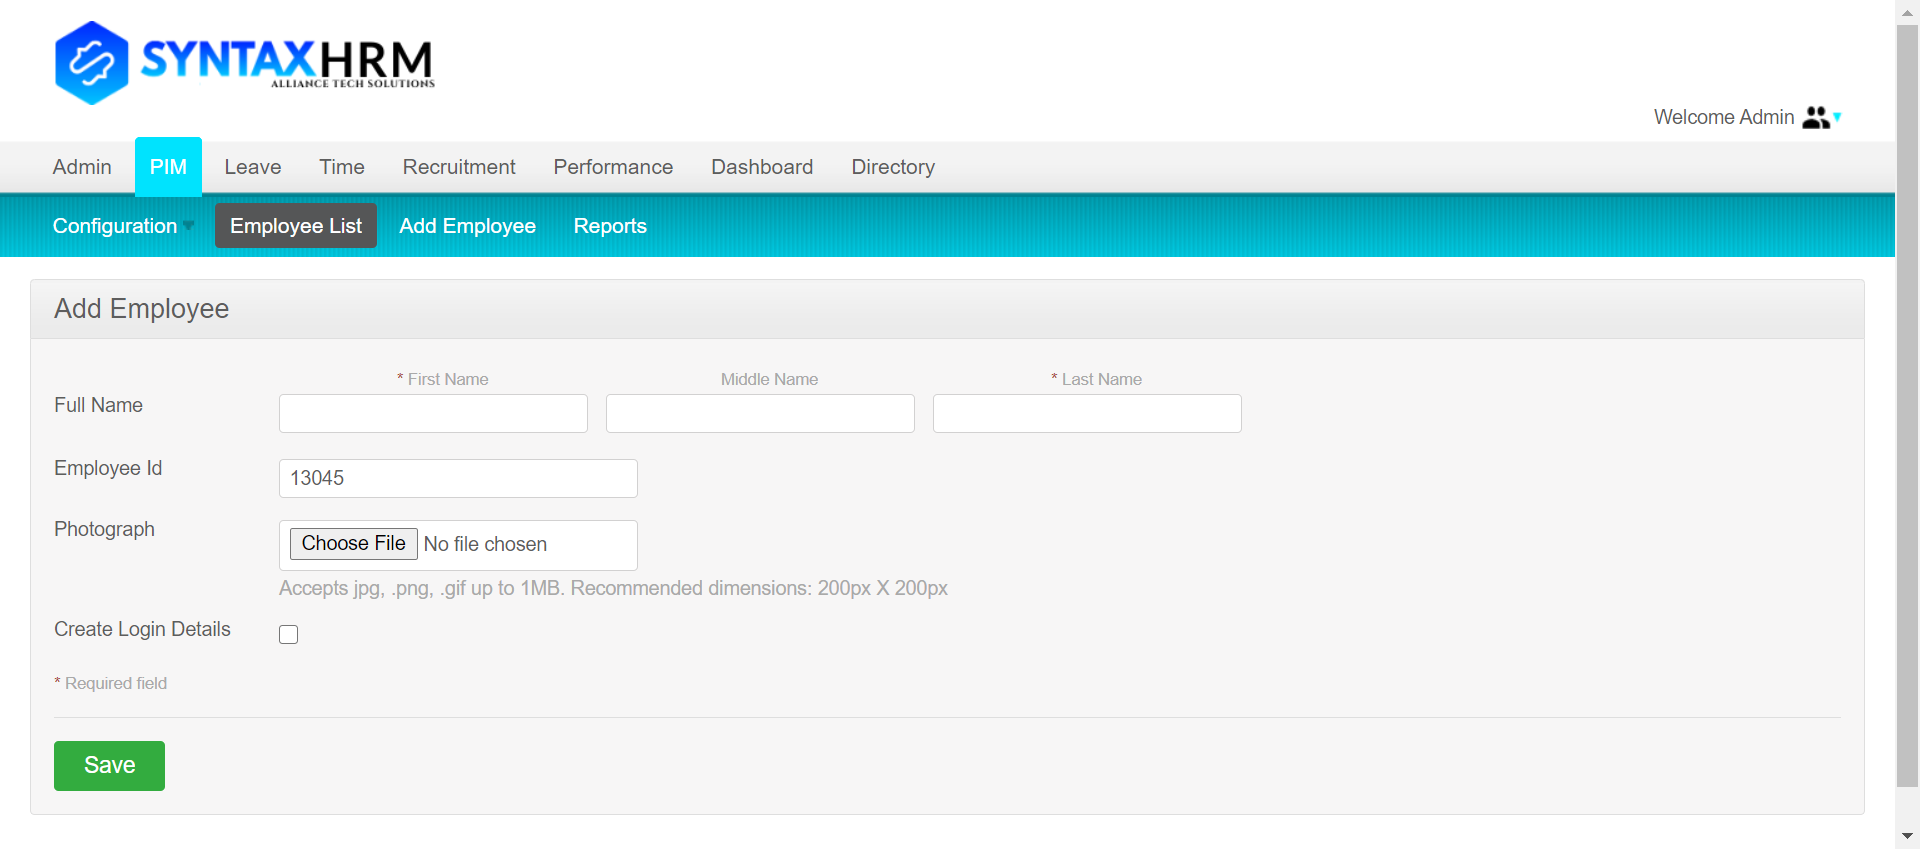 SYNTAXHRM
ALLIANCE TECH SOLUTIONS
Welcome Admin
Admin PIM Leave Time Recruitment Performance Dashboard Directory
Configuration Employee List Add Employee Reports
Add Employee
* First Name Middle Name * Last Name
Full Name
Employee Id 13045
Photograph Choose File No file chosen
Accepts jpg, .png, .gif up to 1MB. Recommended dimensions: 200px X 200px
Create Login Details
* Required field
Save